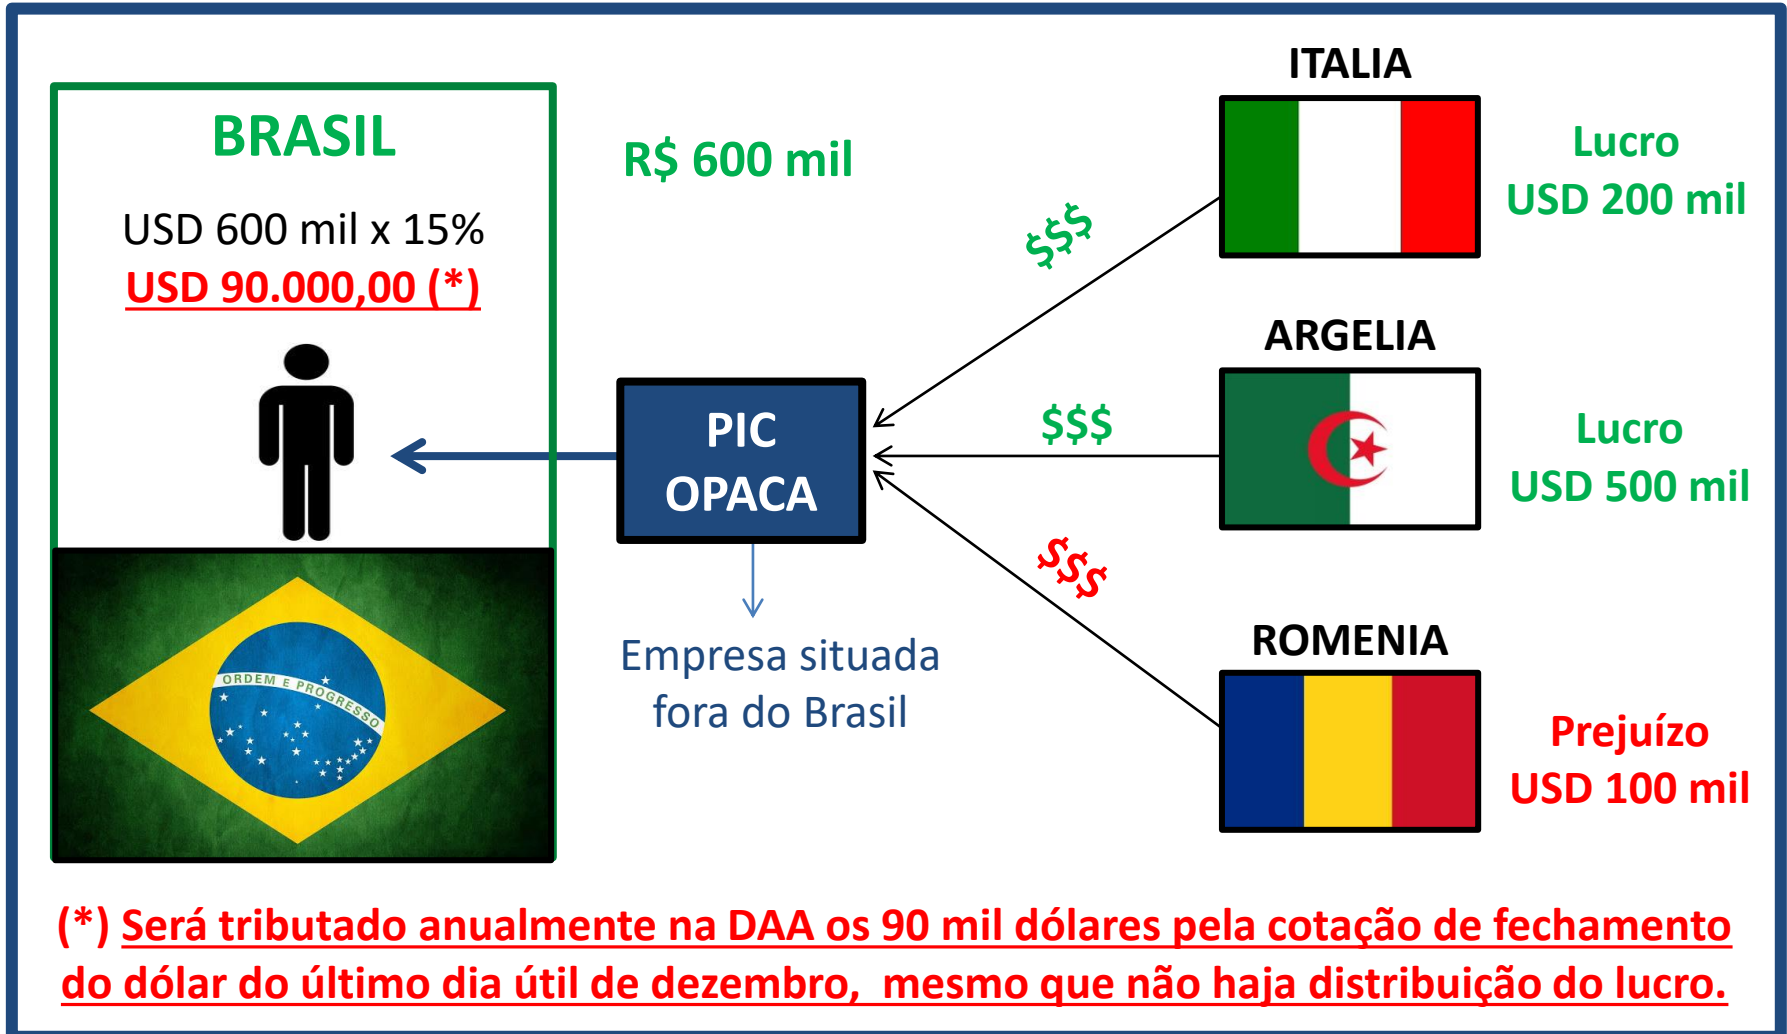 BRASIL
USD 600 mil x 15%
USD 90.000,00 (*)
ORDEM E PROGRESSO
R$ 600 mil
PIC
OPACA
Empresa situada
fora do Brasil
$$$
$$$
$$$
ITALIA
Lucro
USD 200 mil
ARGELIA
Lucro
USD 500 mil
ROMENIA
Prejuízo
USD 100 mil
(*) Será tributado anualmente na DAA os 90 mil dólares pela cotação de fechamento
do dólar do último dia útil de dezembro, mesmo que não haja distribuição do lucro.